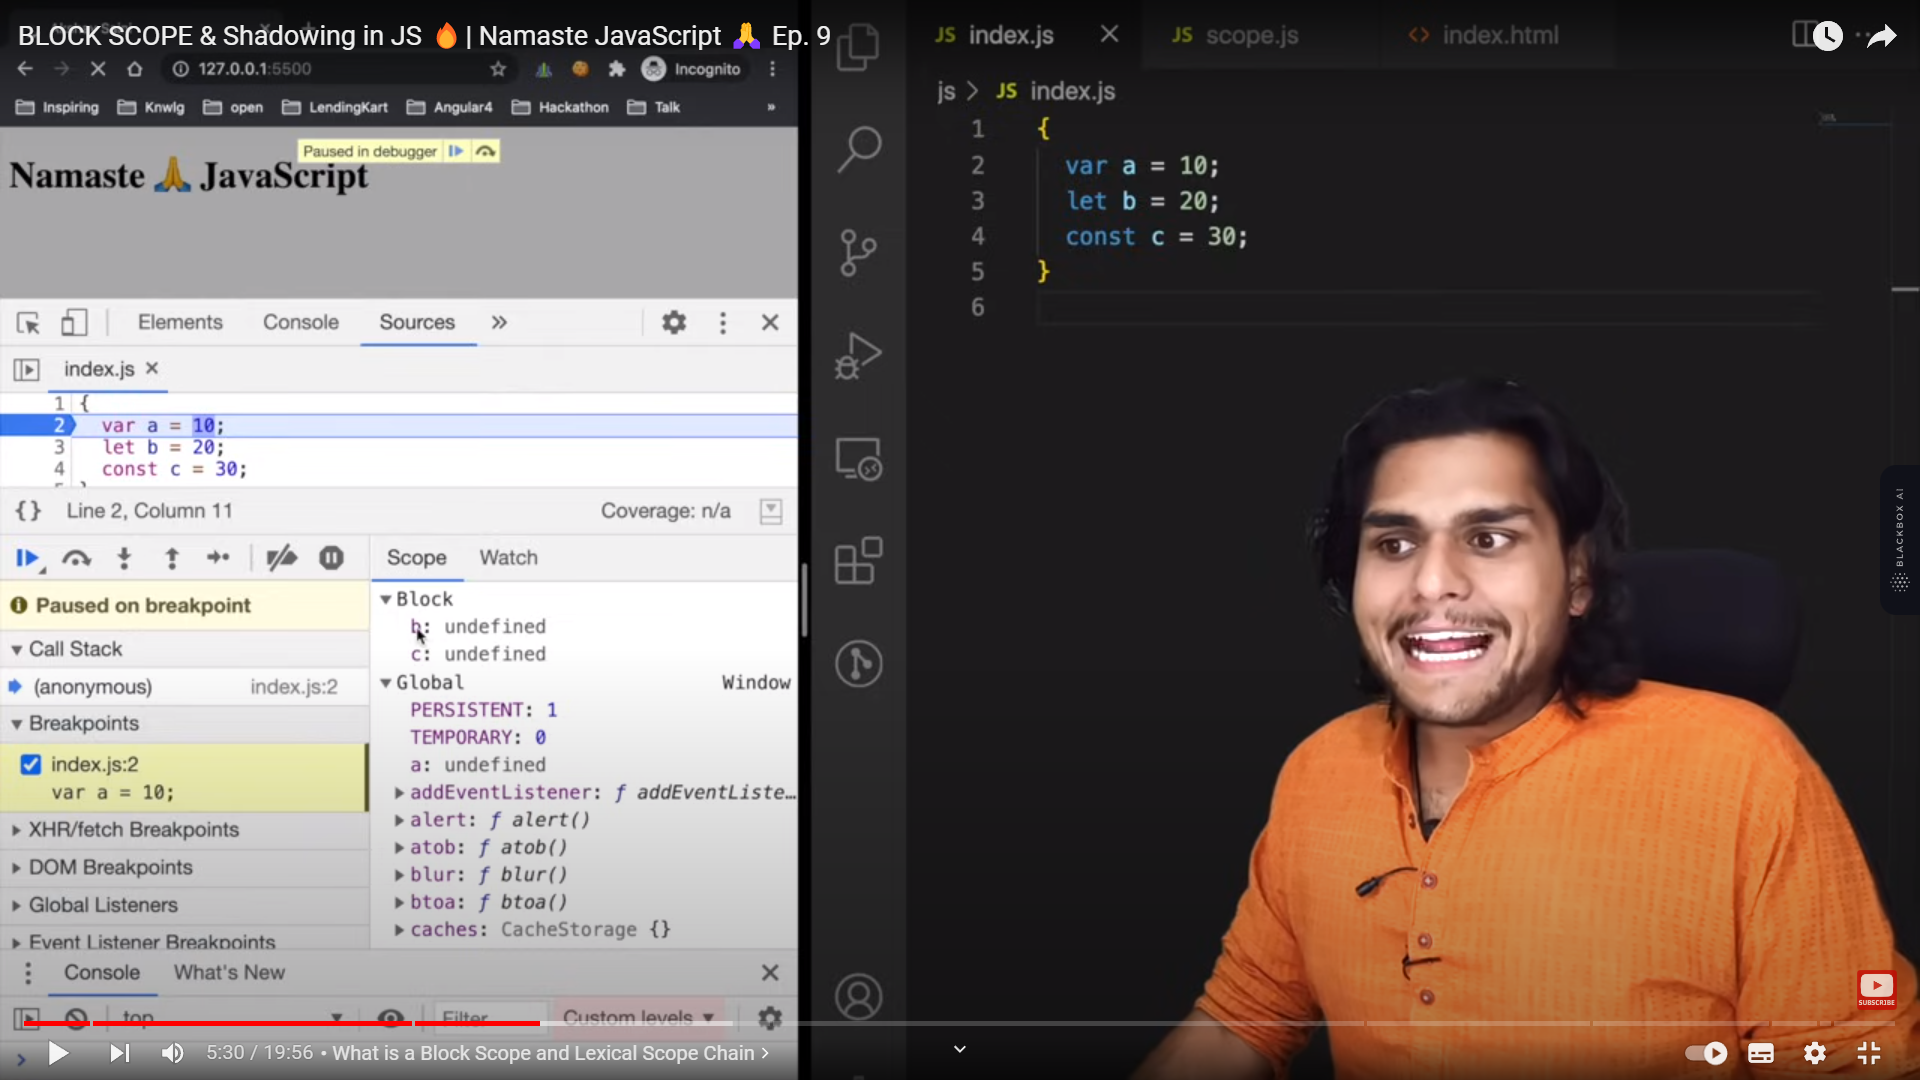 BLOCK SCOPE & Shadowing in JS 🔥 | Namaste JavaScript 🙏 Ep. 9
127.0.0.1:5500
Incognito
Inspiring
Knwlg
open
LendingKart
Angular4
Hackathon
Talk
»
Paused in debugger
Namaste 🙏 JavaScript
Elements
Console
Sources
index.js
1 {
2 var a = 10;
3 let b = 20;
4 const c = 30;
{} Line 2, Column 11
Coverage: n/a
Paused on breakpoint
Call Stack
(anonymous) index.js:2
Breakpoints
index.js:2
var a = 10;
XHR/fetch Breakpoints
DOM Breakpoints
Global Listeners
Event Listener Breakpoints
Scope
Watch
Block
b: undefined
c: undefined
Global Window
PERSISTENT: 1
TEMPORARY: 0
a: undefined
addEventListener: ƒ addEventListe…
alert: ƒ alert()
atob: ƒ atob()
blur: ƒ blur()
btoa: ƒ btoa()
caches: CacheStorage {}
Console
What's New
top
Filter
Custom levels
5:30 / 19:56 • What is a Block Scope and Lexical Scope Chain
JS index.js
JS scope.js
<> index.html
js > JS index.js
1 {
2 var a = 10;
3 let b = 20;
4 const c = 30;
5 }
6
BLACKBOX AI
SUBSCRIBE